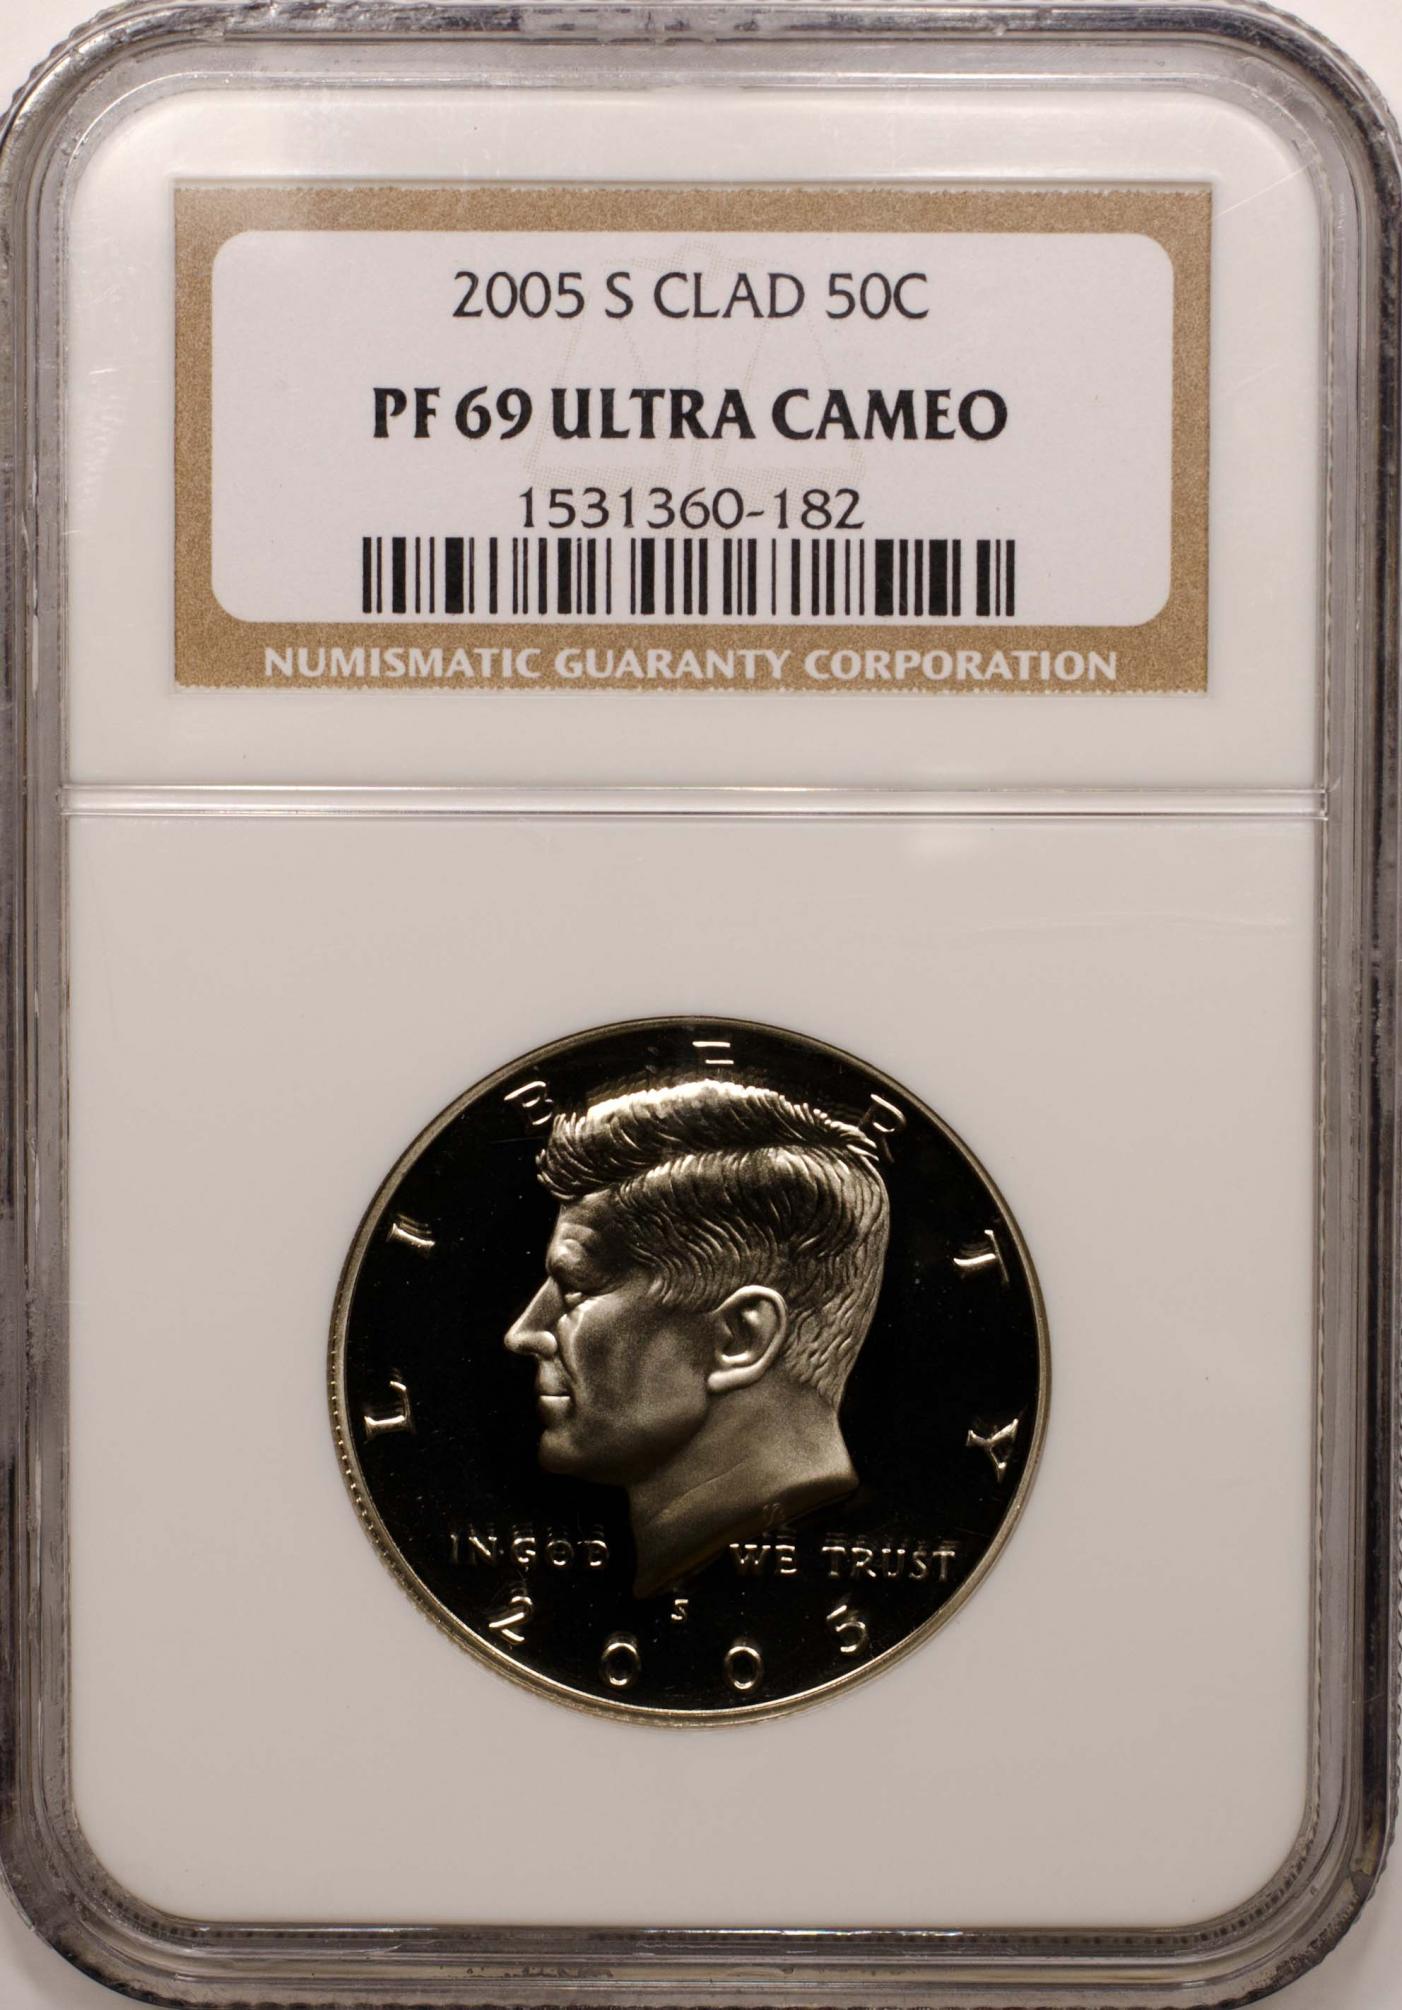 2005 S CLAD 50C
PF 69 ULTRA CAMEO
1531360-182
NUMISMATIC GUARANTY CORPORATION
LIBERTY
IN GOD WE TRUST
S
2005